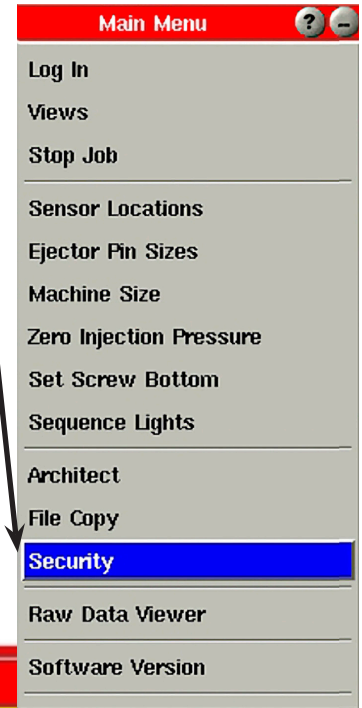 Main Menu ? –
Log In
Views
Stop Job
Sensor Locations
Ejector Pin Sizes
Machine Size
Zero Injection Pressure
Set Screw Bottom
Sequence Lights
Architect
File Copy
Security
Raw Data Viewer
Software Version